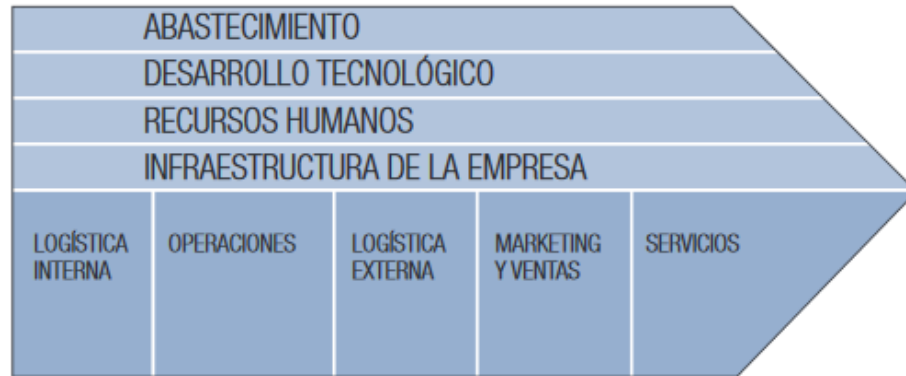 ABASTECIMIENTO
DESARROLLO TECNOLÓGICO
RECURSOS HUMANOS
INFRAESTRUCTURA DE LA EMPRESA
LOGÍSTICA
INTERNA
OPERACIONES
LOGÍSTICA
EXTERNA
MARKETING
Y VENTAS
SERVICIOS